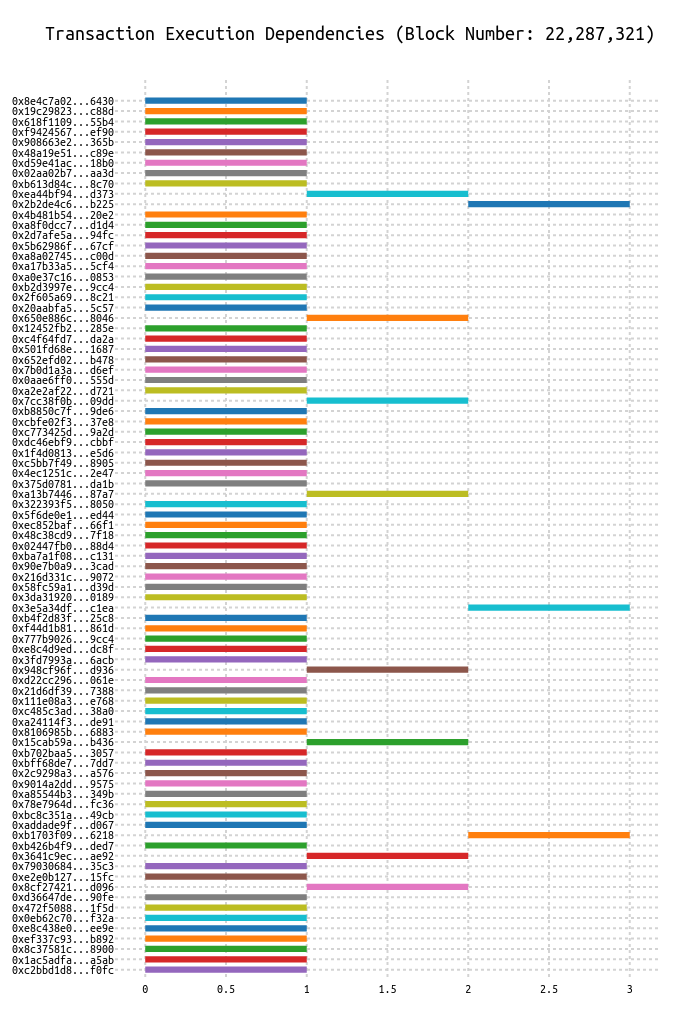 Transaction Execution Dependencies (Block Number: 22,287,321)
0x8e4c7a02...6430
0x19c29823...c88d
0x618f1109...55b4
0xf9424567...ef90
0x908663e2...365b
0x48a19e51...c89e
0xd59e41ac...18b0
0x02aa02b7...aa3d
0xb613d84c...8c70
0xea44bf94...d373
0x2b2de4c6...b225
0x4b481b54...20e2
0xa8f0dcc7...d1d4
0x2d7afe5a...94fc
0x5b62986f...67cf
0xa8a02745...c00d
0xa17b33a5...5cf4
0xa0e37c16...0853
0xb2d3997e...9cc4
0x2f605a69...8c21
0x20aabfa5...5c57
0x650e886c...8046
0x12452fb2...285e
0xc4f64fd7...da2a
0x501fd68e...1687
0x652efd02...b478
0x7b0d1a3a...d6ef
0x0aae6ff0...555d
0xa2e2af22...d721
0x7cc38f0b...09dd
0xb8850c7f...9de6
0xcbfe02f3...37e8
0xc773425d...9a2d
0xdc46ebf9...cbbf
0x1f4d0813...e5d6
0xc5bb7f49...8905
0x4ec1251c...2e47
0x375d0781...da1b
0xa13b7446...87a7
0x322393f5...8050
0x5f6de0e1...ed44
0xec852baf...66f1
0x48c38cd9...7f18
0x02447fb0...88d4
0xba7a1f08...c131
0x90e7b0a9...3cad
0x216d331c...9072
0x58fc59a1...d39d
0x3da31920...0189
0x3e5a34df...c1ea
0xb4f2d83f...25c8
0xf44d1b81...861d
0x777b9026...9cc4
0xe8c4d9ed...dc8f
0x3fd7993a...6acb
0x948cf96f...d936
0xd22cc296...061e
0x21d6df39...7388
0x111e08a3...e768
0xc485c3ad...38a0
0xa24114f3...de91
0x8106985b...6883
0x15cab59a...b436
0xb702baa5...3057
0xbff68de7...7dd7
0x2c9298a3...a576
0x9014a2dd...9575
0xa85544b3...349b
0x78e7964d...fc36
0xbc8c351a...49cb
0xaddade9f...d067
0xb1703f09...6218
0xb426b4f9...ded7
0x3641c9ec...ae92
0x79030684...35c3
0xe2e0b127...15fc
0x8cf27421...d096
0xd36647de...90fe
0x472f5088...1f5d
0x0eb62c70...f32a
0xe8c438e0...ee9e
0xef337c93...b892
0x8c37581c...8900
0x1ac5adfa...a5ab
0xc2bbd1d8...f0fc
0 0.5 1 1.5 2 2.5 3